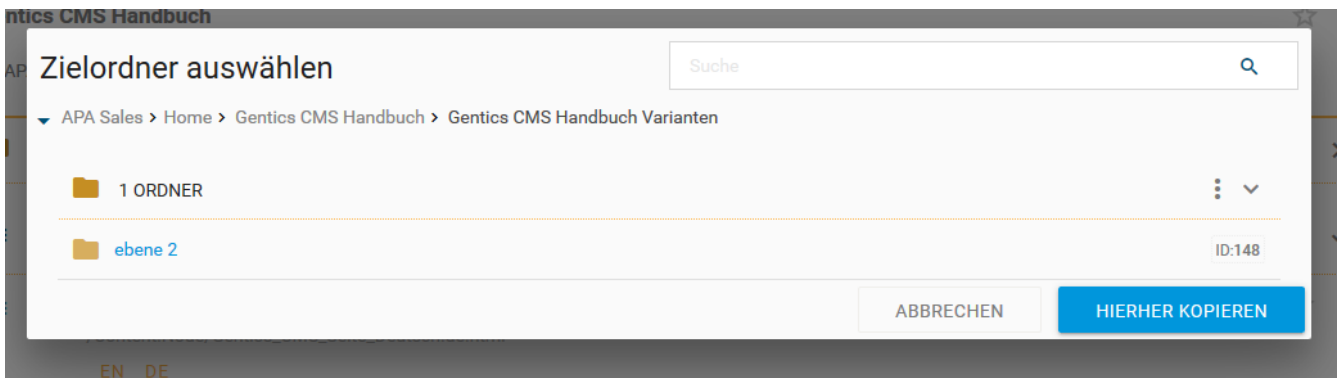 ntics CMS Handbuch
AP
Zielordner auswählen
Suche
APA Sales > Home > Gentics CMS Handbuch > Gentics CMS Handbuch Varianten
1 ORDNER
ebene 2
ID:148
ABBRECHEN
HIERHER KOPIEREN
EN DE